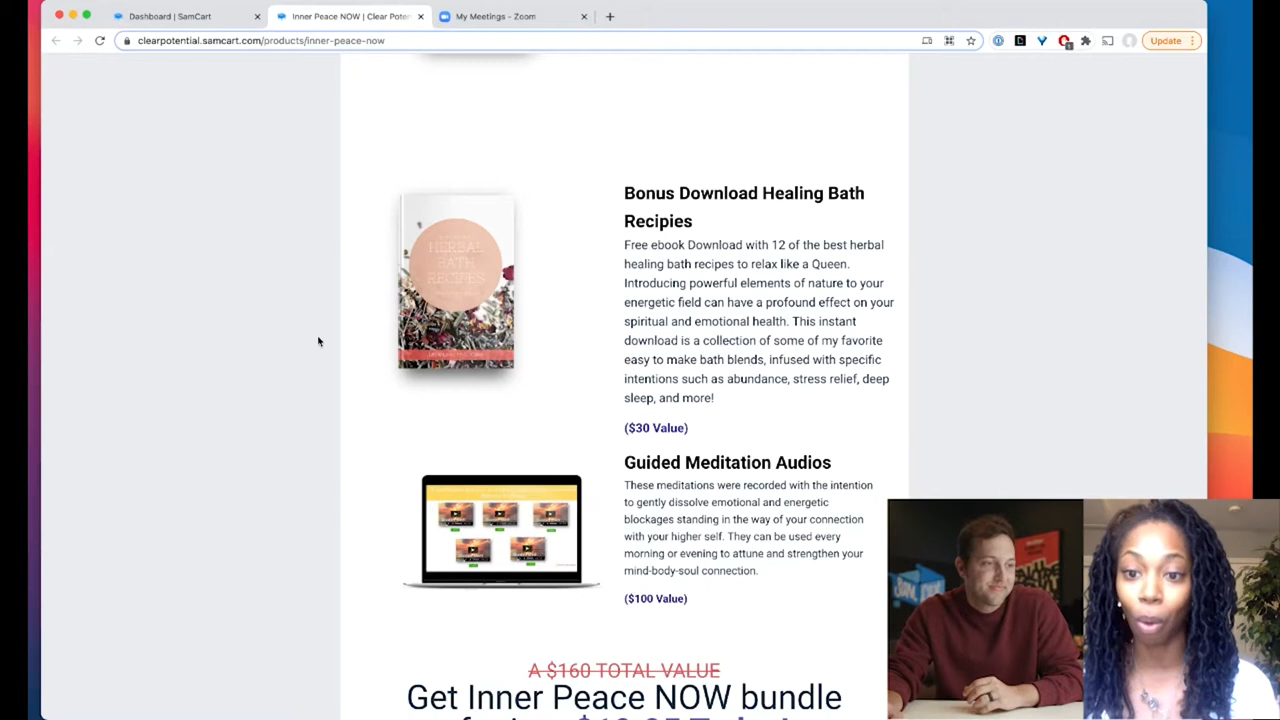 Dashboard | SamCart
Inner Peace NOW | Clear Poten
My Meetings - Zoom
clearpotential.samcart.com/products/inner-peace-now
Update
Bonus Download Healing Bath
Recipies
HERBAL
BATH
RECIPES
Free ebook Download with 12 of the best herbal
healing bath recipes to relax like a Queen.
Introducing powerful elements of nature to your
energetic field can have a profound effect on your
spiritual and emotional health. This instant
download is a collection of some of my favorite
easy to make bath blends, infused with specific
intentions such as abundance, stress relief, deep
sleep, and more!
($30 Value)
Guided Meditation Audios
These meditations were recorded with the intention
to gently dissolve emotional and energetic
blockages standing in the way of your connection
with your higher self. They can be used every
morning or evening to attune and strengthen your
mind-body-soul connection.
($100 Value)
A $160 TOTAL VALUE
Get Inner Peace NOW bundle